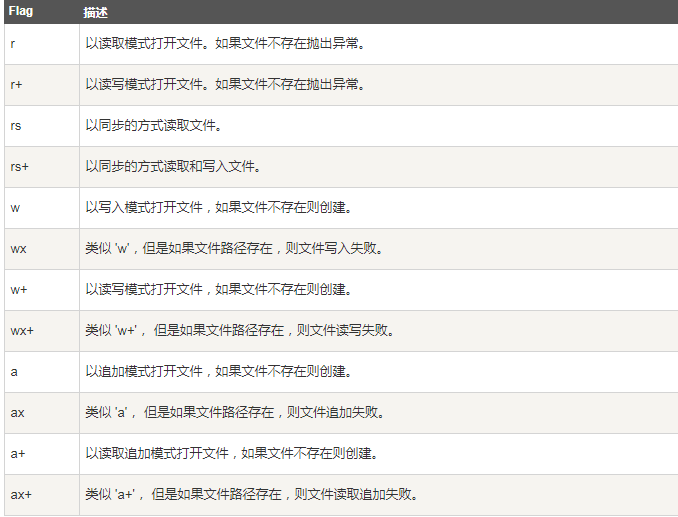 Flag 描述
r 以读取模式打开文件。如果文件不存在抛出异常。
r+ 以读写模式打开文件。如果文件不存在抛出异常。
rs 以同步的方式读取文件。
rs+ 以同步的方式读取和写入文件。
w 以写入模式打开文件，如果文件不存在则创建。
wx 类似 'w'，但是如果文件路径存在，则文件写入失败。
w+ 以读写模式打开文件，如果文件不存在则创建。
wx+ 类似 'w+'， 但是如果文件路径存在，则文件读写失败。
a 以追加模式打开文件，如果文件不存在则创建。
ax 类似 'a'， 但是如果文件路径存在，则文件追加失败。
a+ 以读取追加模式打开文件，如果文件不存在则创建。
ax+ 类似 'a+'， 但是如果文件路径存在，则文件读取追加失败。